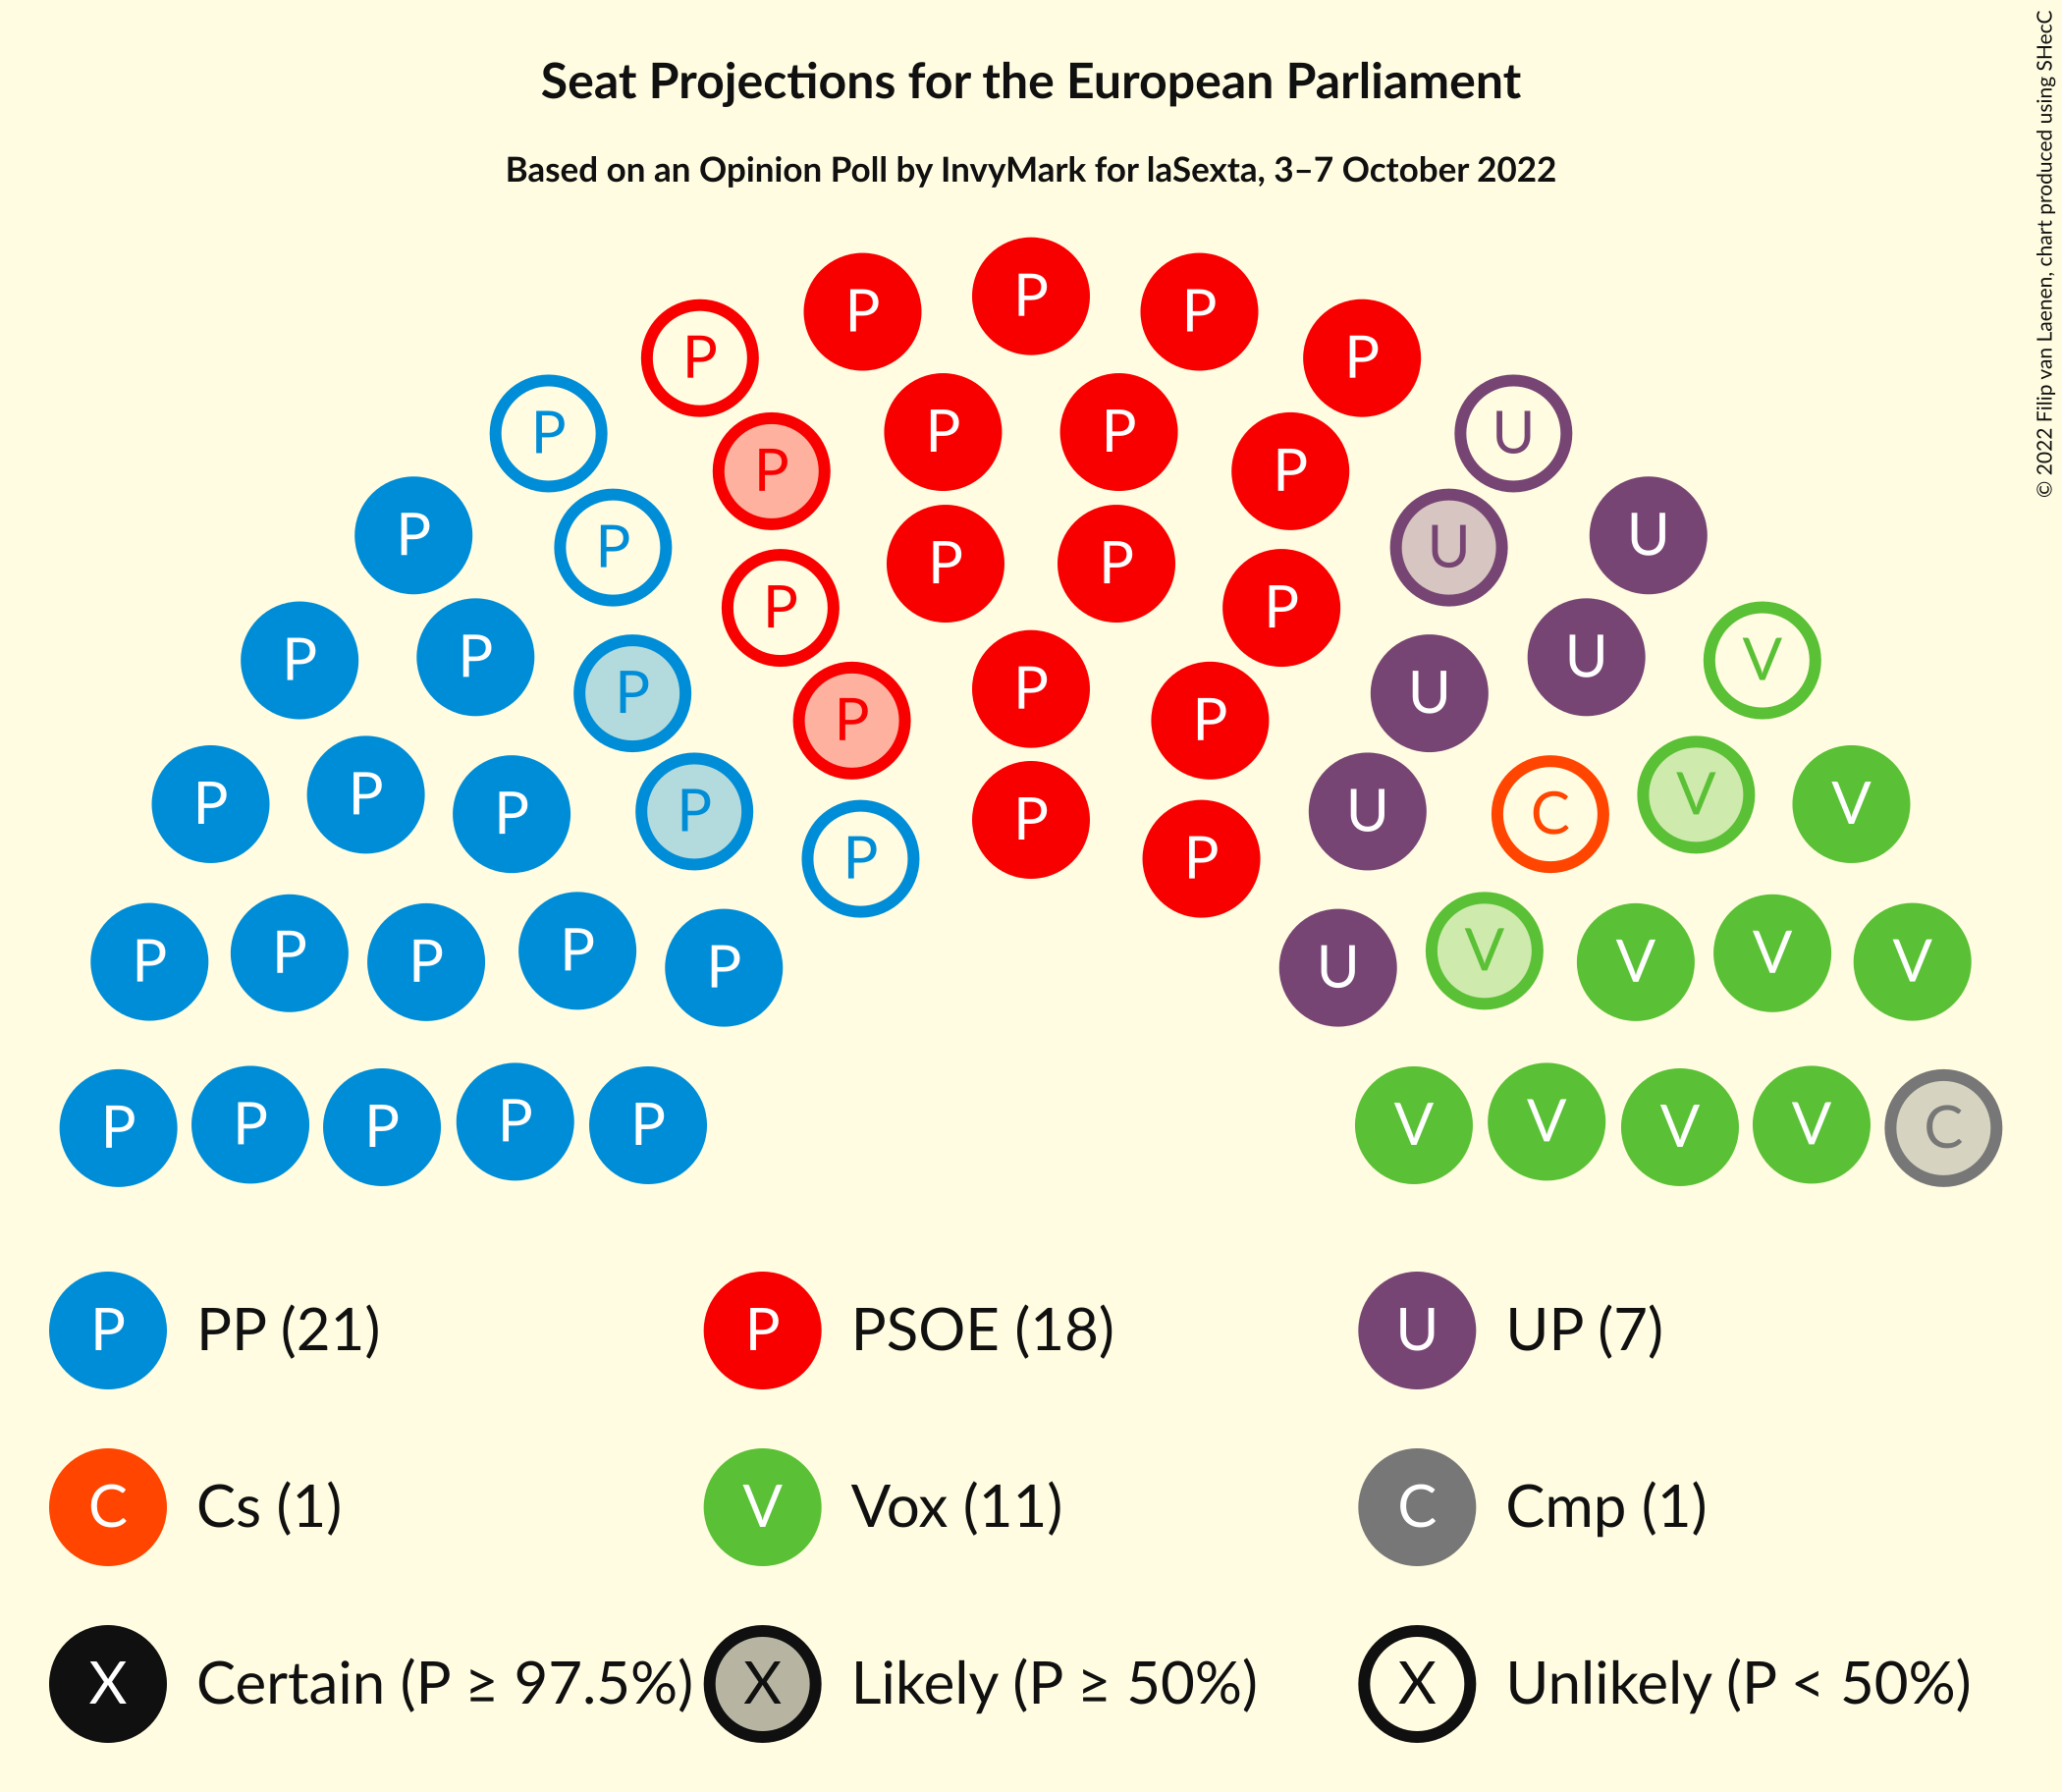 Seat Projections for the European Parliament
Based on an Opinion Poll by InvyMark for laSexta, 3–7 October 2022
© 2022 Filip van Laenen, chart produced using SHecC
P
P P
P P
P P
U U
P P P
P U
P P
U U
P P P
P P
P U
P U V
P P P
P P
P P
U C V V
P P P P P
U V V V V
P P P P P
V V V V C
P PP (21)
P PSOE (18)
U UP (7)
C Cs (1)
V Vox (11)
C Cmp (1)
X Certain (P ≥ 97.5%)
X Likely (P ≥ 50%)
X Unlikely (P < 50%)